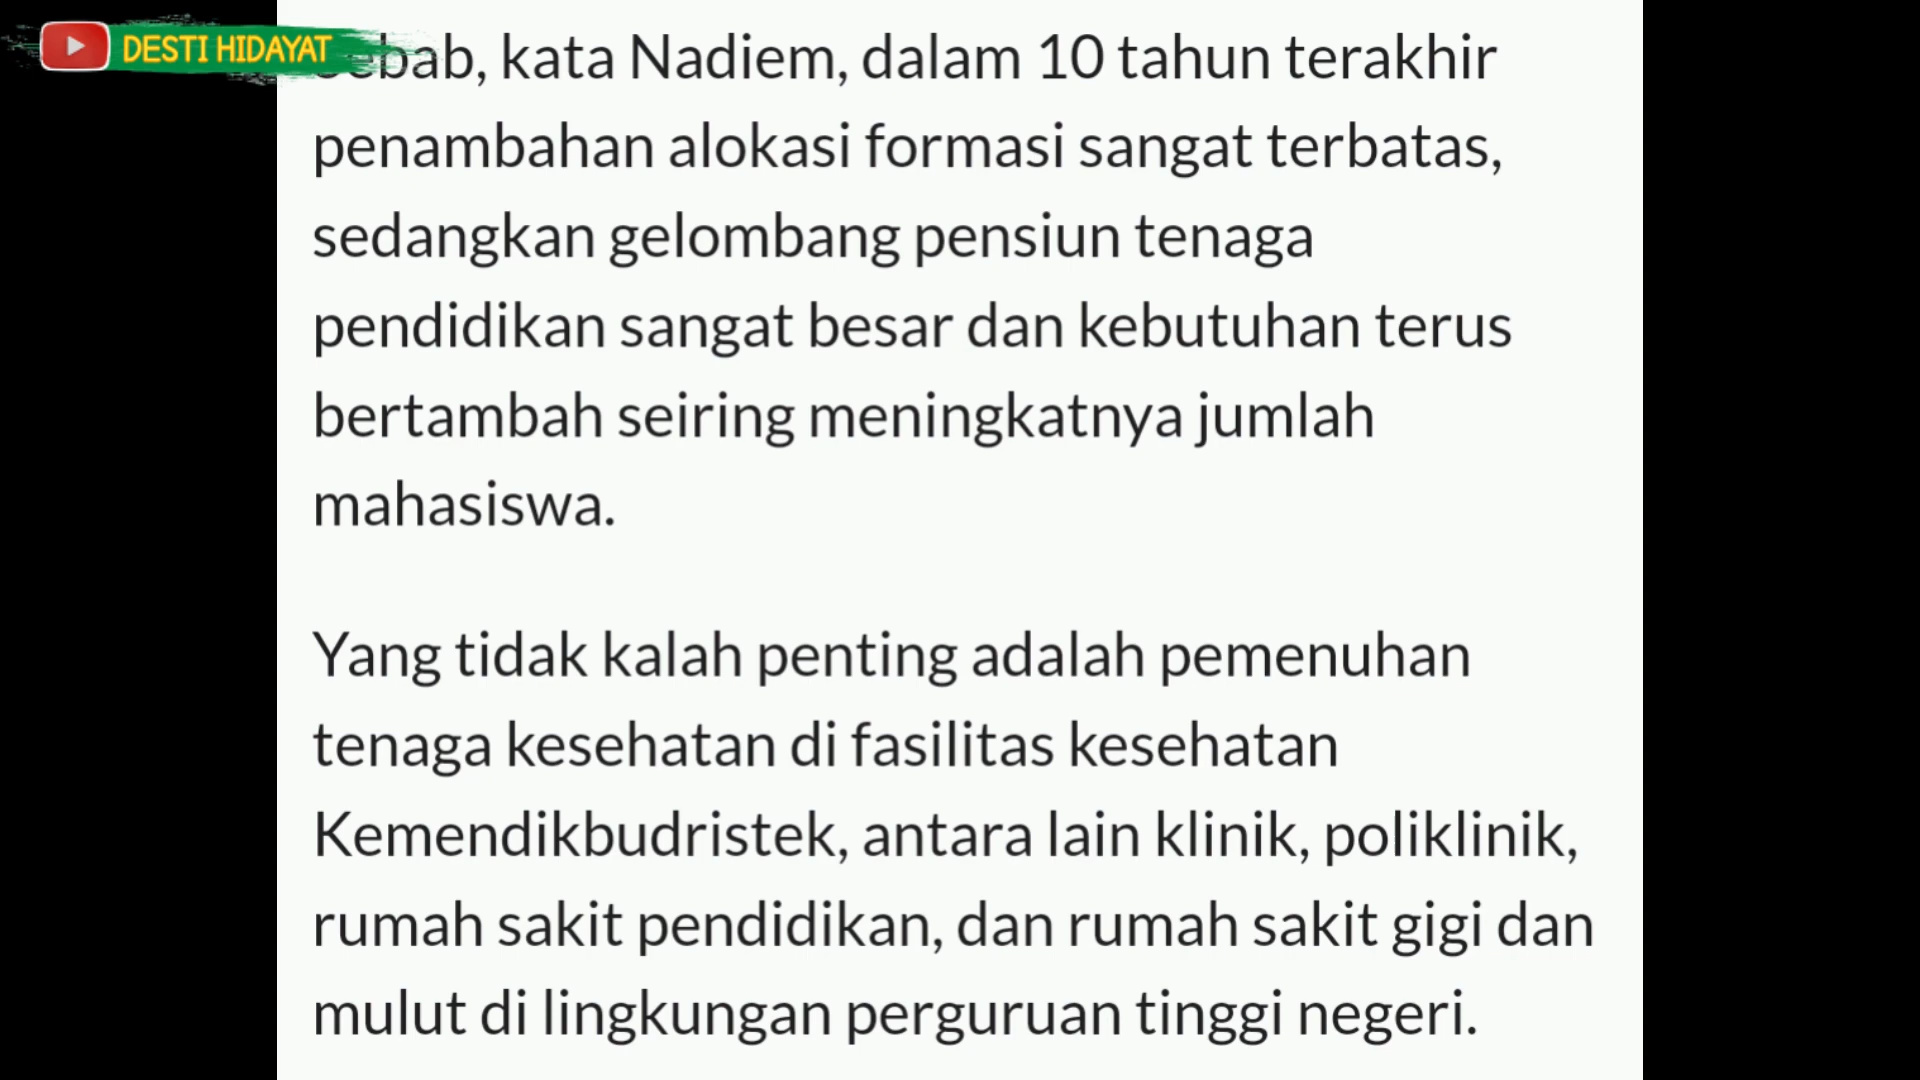 DESTI HIDAYAT
kata Nadiem, dalam 10 tahun terakhir
penambahan alokasi formasi sangat terbatas,
sedangkan gelombang pensiun tenaga
pendidikan sangat besar dan kebutuhan terus
bertambah seiring meningkatnya jumlah
mahasiswa.
Yang tidak kalah penting adalah pemenuhan
tenaga kesehatan di fasilitas kesehatan
Kemendikbudristek, antara lain klinik, poliklinik,
rumah sakit pendidikan, dan rumah sakit gigi dan
mulut di lingkungan perguruan tinggi negeri.